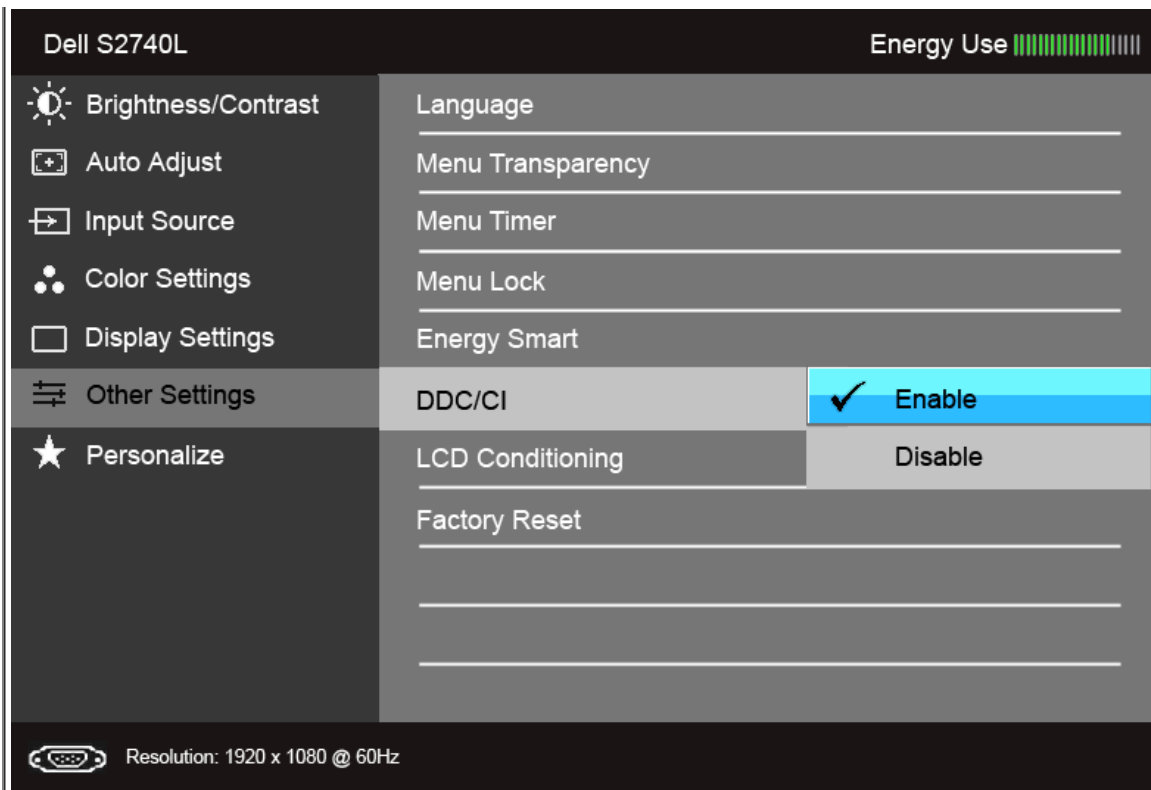 Dell S2740L
Energy Use
Brightness/Contrast
Auto Adjust
Input Source
Color Settings
Display Settings
Other Settings
Personalize
Language
Menu Transparency
Menu Timer
Menu Lock
Energy Smart
DDC/CI
Enable
Disable
LCD Conditioning
Factory Reset
Resolution: 1920 x 1080 @ 60Hz